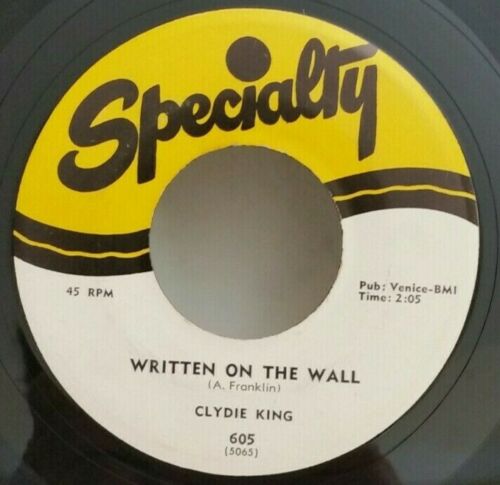 Specialty
45 RPM
Pub: Venice-BMI
Time: 2:05
WRITTEN ON THE WALL
(A. Franklin)
CLYDIE KING
605
(5065)